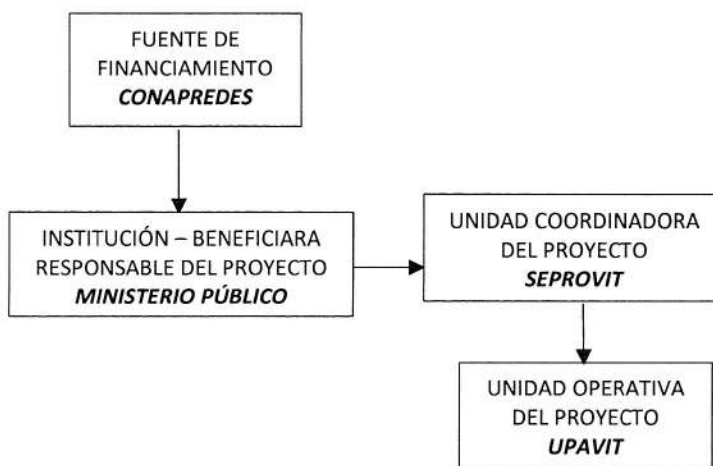 FUENTE DE
FINANCIAMIENTO
CONAPREDES
INSTITUCIÓN – BENEFICIARA
RESPONSABLE DEL PROYECTO
MINISTERIO PÚBLICO
UNIDAD COORDINADORA
DEL PROYECTO
SEPROVIT
UNIDAD OPERATIVA
DEL PROYECTO
UPAVIT